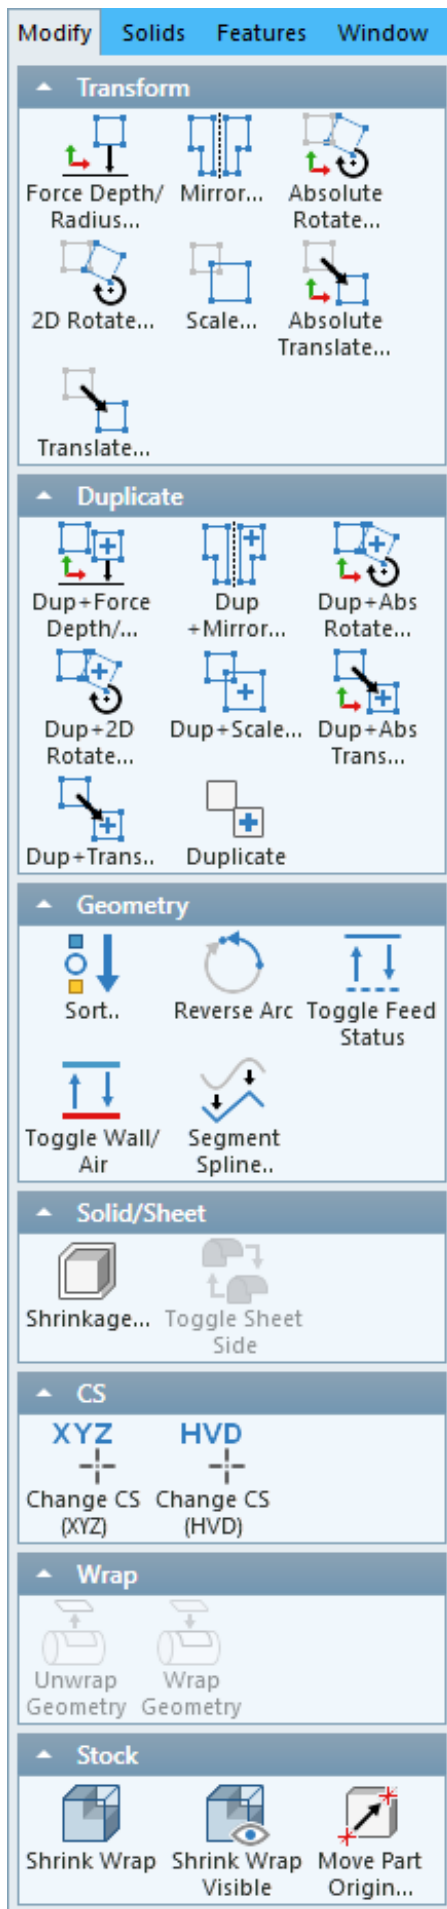 Modify Solids Features Window
Transform
Force Depth/ Mirror... Absolute
Radius... Rotate...
2D Rotate... Scale... Absolute
Translate...
Translate...
Duplicate
Dup+Force Dup Dup+Abs
Depth/... +Mirror... Rotate...
Dup+2D Dup+Scale... Dup+Abs
Rotate... Trans...
Dup+Trans.. Duplicate
Geometry
Sort.. Reverse Arc Toggle Feed
Status
Toggle Wall/ Segment
Air Spline..
Solid/Sheet
Shrinkage... Toggle Sheet
Side
CS
XYZ HVD
Change CS Change CS
(XYZ) (HVD)
Wrap
Unwrap Wrap
Geometry Geometry
Stock
Shrink Wrap Shrink Wrap Move Part
Visible Origin...